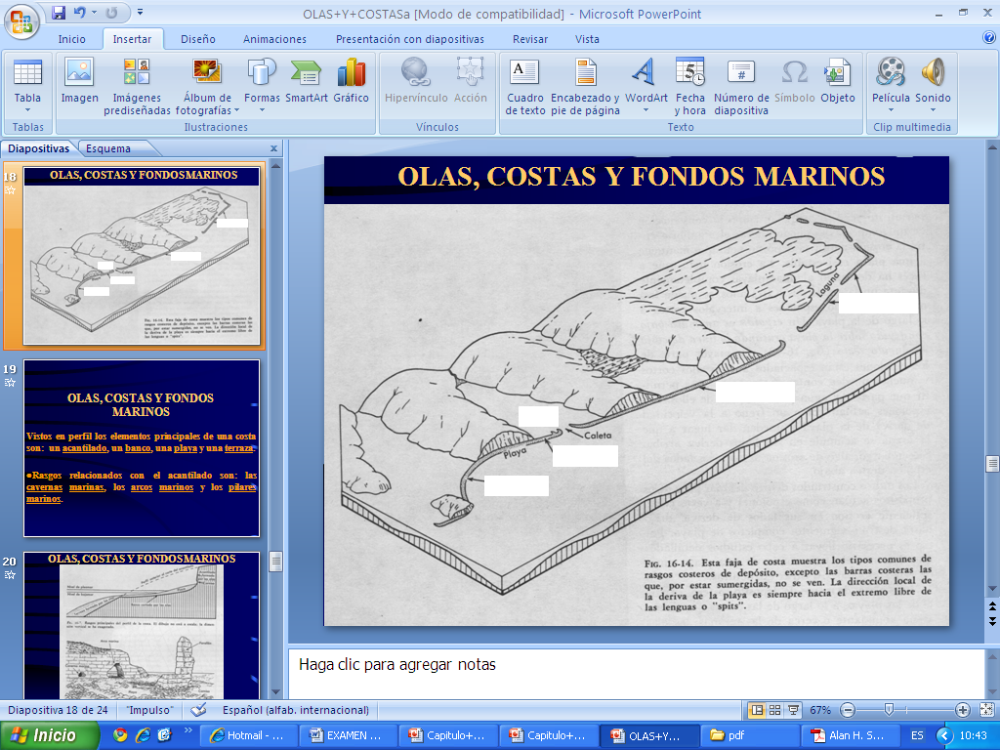 OLAS+Y+COSTASa [Modo de compatibilidad] - Microsoft PowerPoint
Inicio Insertar Diseño Animaciones Presentación con diapositivas Revisar Vista
Tabla Imagen Imágenes prediseñadas Álbum de fotografías Formas SmartArt Gráfico Hipervínculo Acción Cuadro de texto Encabezado y pie de página WordArt Fecha y hora Número de diapositiva Símbolo Objeto Película Sonido
Tablas Ilustraciones Vínculos Texto Clip multimedia
Diapositivas Esquema x
18
OLAS, COSTAS Y FONDOS MARINOS
19
OLAS, COSTAS Y FONDOS
MARINOS
Vistos en perfil los elementos principales de una costa
son: un acantilado, un banco, una playa y una terraza.
●Rasgos relacionados con el acantilado son: las
cavernas marinas, los arcos marinos y los pilares
marinos.
20
OLAS, COSTAS Y FONDOS MARINOS
OLAS, COSTAS Y FONDOS MARINOS
Laguna
Caleta
Playa
FIG. 16-14. Esta faja de costa muestra los tipos comunes de
rasgos costeros de depósito, excepto las barras costeras las
que, por estar sumergidas, no se ven. La dirección local de
la deriva de la playa es siempre hacia el extremo libre de
las lenguas o "spits".
Haga clic para agregar notas
Diapositiva 18 de 24 "Impulso" Español (alfab. internacional) 67%
Inicio Hotmail - ... EXAMEN ... Capitulo+... Capitulo+... OLAS+Y... pdf Alan H. S... ES 10:43